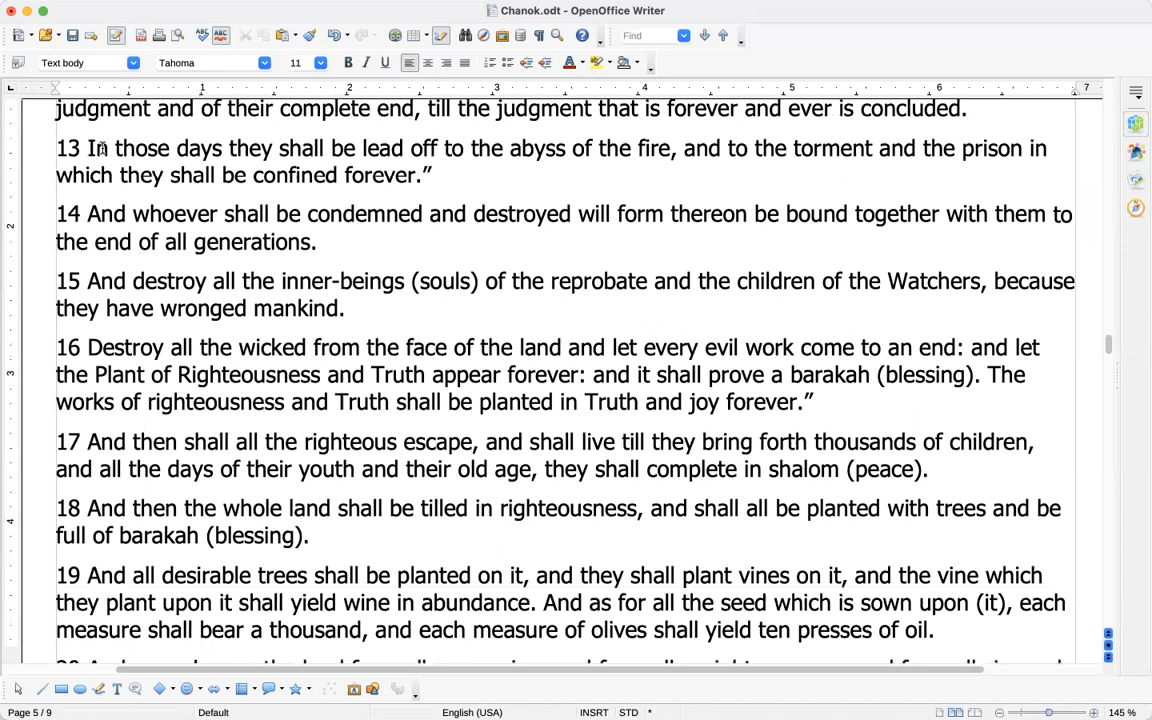 Chanok.odt - OpenOffice Writer
Find
Text body
Tahoma
11
1 2 3 4 5 6 7
judgment and of their complete end, till the judgment that is forever and ever is concluded.
13 In those days they shall be lead off to the abyss of the fire, and to the torment and the prison in
which they shall be confined forever.”
14 And whoever shall be condemned and destroyed will form thereon be bound together with them to
the end of all generations.
15 And destroy all the inner-beings (souls) of the reprobate and the children of the Watchers, because
they have wronged mankind.
16 Destroy all the wicked from the face of the land and let every evil work come to an end: and let
the Plant of Righteousness and Truth appear forever: and it shall prove a barakah (blessing). The
works of righteousness and Truth shall be planted in Truth and joy forever.”
17 And then shall all the righteous escape, and shall live till they bring forth thousands of children,
and all the days of their youth and their old age, they shall complete in shalom (peace).
18 And then the whole land shall be tilled in righteousness, and shall all be planted with trees and be
full of barakah (blessing).
19 And all desirable trees shall be planted on it, and they shall plant vines on it, and the vine which
they plant upon it shall yield wine in abundance. And as for all the seed which is sown upon (it), each
measure shall bear a thousand, and each measure of olives shall yield ten presses of oil.
2
3
4
Page 5 / 9
Default
English (USA)
INSRT
STD
*
145 %